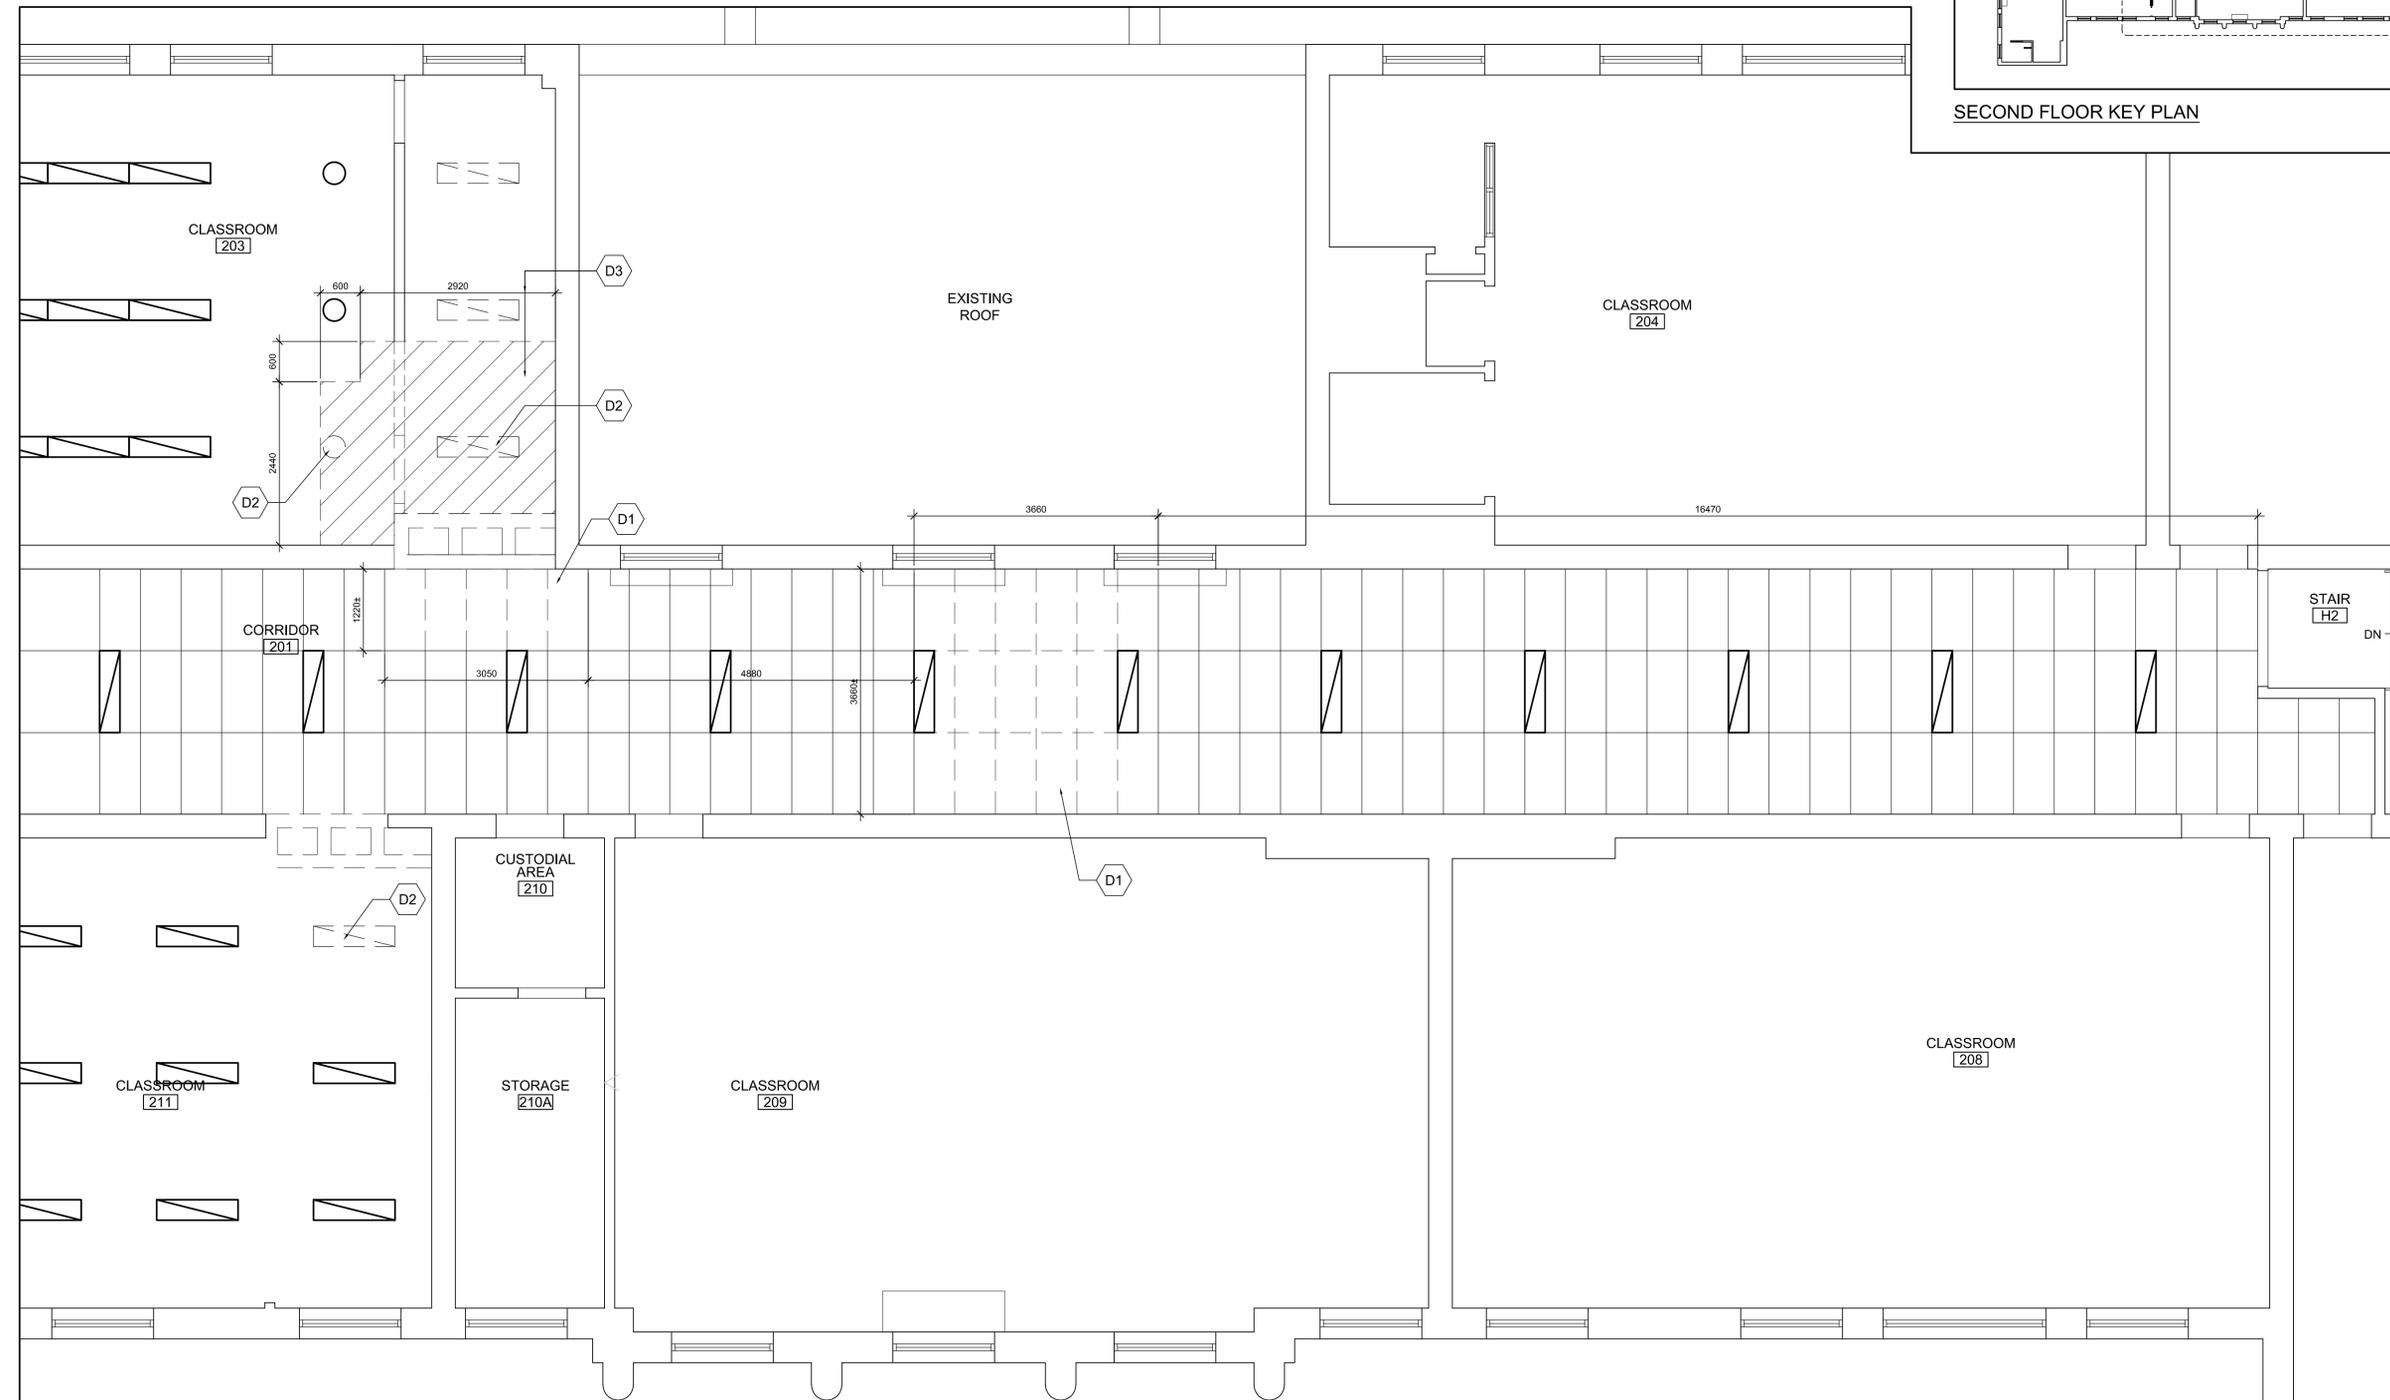 SECOND FLOOR KEY PLAN
CLASSROOM
203
D3
600
2920
EXISTING
ROOF
CLASSROOM
204
600
D2
2440
D2
D1
3660
16470
1220±
CORRIDOR
201
STAIR
H2
DN
3050
4880
3660±
CUSTODIAL
AREA
210
D1
D2
CLASSROOM
208
CLASSROOM
211
STORAGE
210A
CLASSROOM
209